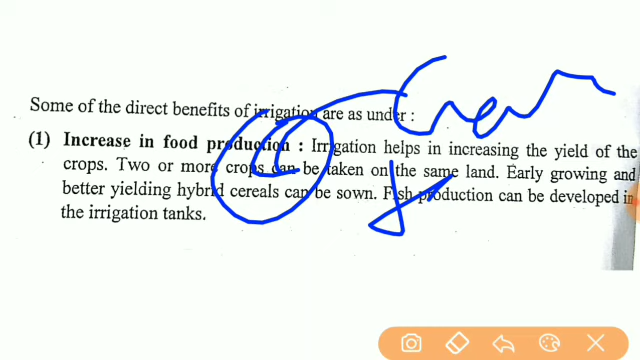 Some of the direct benefits of irrigation are as under :
(1) Increase in food production : Irrigation helps in increasing the yield of the
crops. Two or more crops can be taken on the same land. Early growing and
better yielding hybrid cereals can be sown. Fish production can be developed in
the irrigation tanks.